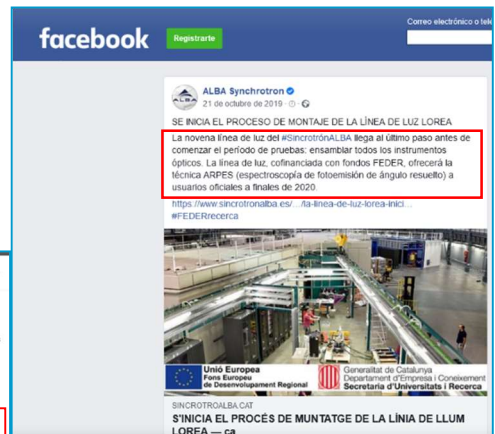 facebook
Registrarte
Correo electrónico o telé
ALBA Synchrotron
21 de octubre de 2019
SE INICIA EL PROCESO DE MONTAJE DE LA LÍNEA DE LUZ LOREA
La novena línea de luz del #SincrotrónALBA llega al último paso antes de
comenzar el período de pruebas: ensamblar todos los instrumentos
ópticos. La línea de luz, cofinanciada con fondos FEDER, ofrecerá la
técnica ARPES (espectroscopía de fotoemisión de ángulo resuelto) a
usuarios oficiales a finales de 2020.
https://www.sincrotronalba.es/.../la-linea-de-luz-lorea-inici...
#FEDERrecerca
Unió Europea
Fons Europeu
de Desenvolupament Regional
Generalitat de Catalunya
Departament d'Empresa i Coneixement
Secretaria d'Universitats i Recerca
SINCROTROALBA.CAT
S'INICIA EL PROCÉS DE MUNTATGE DE LA LÍNIA DE LLUM
LOREA — ca